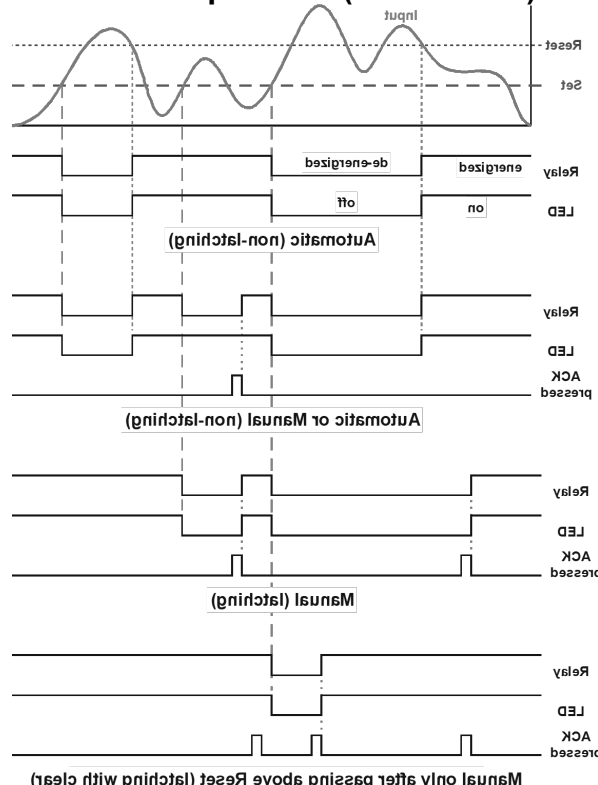 Input
Reset
Set
Relay
energized
de-energized
LED
on
off
Automatic (non-latching)
Relay
LED
ACK
pressed
Automatic or Manual (non-latching)
Relay
LED
ACK
pressed
Manual (latching)
Relay
LED
ACK
pressed
Manual only after passing above Reset (latching with clear)